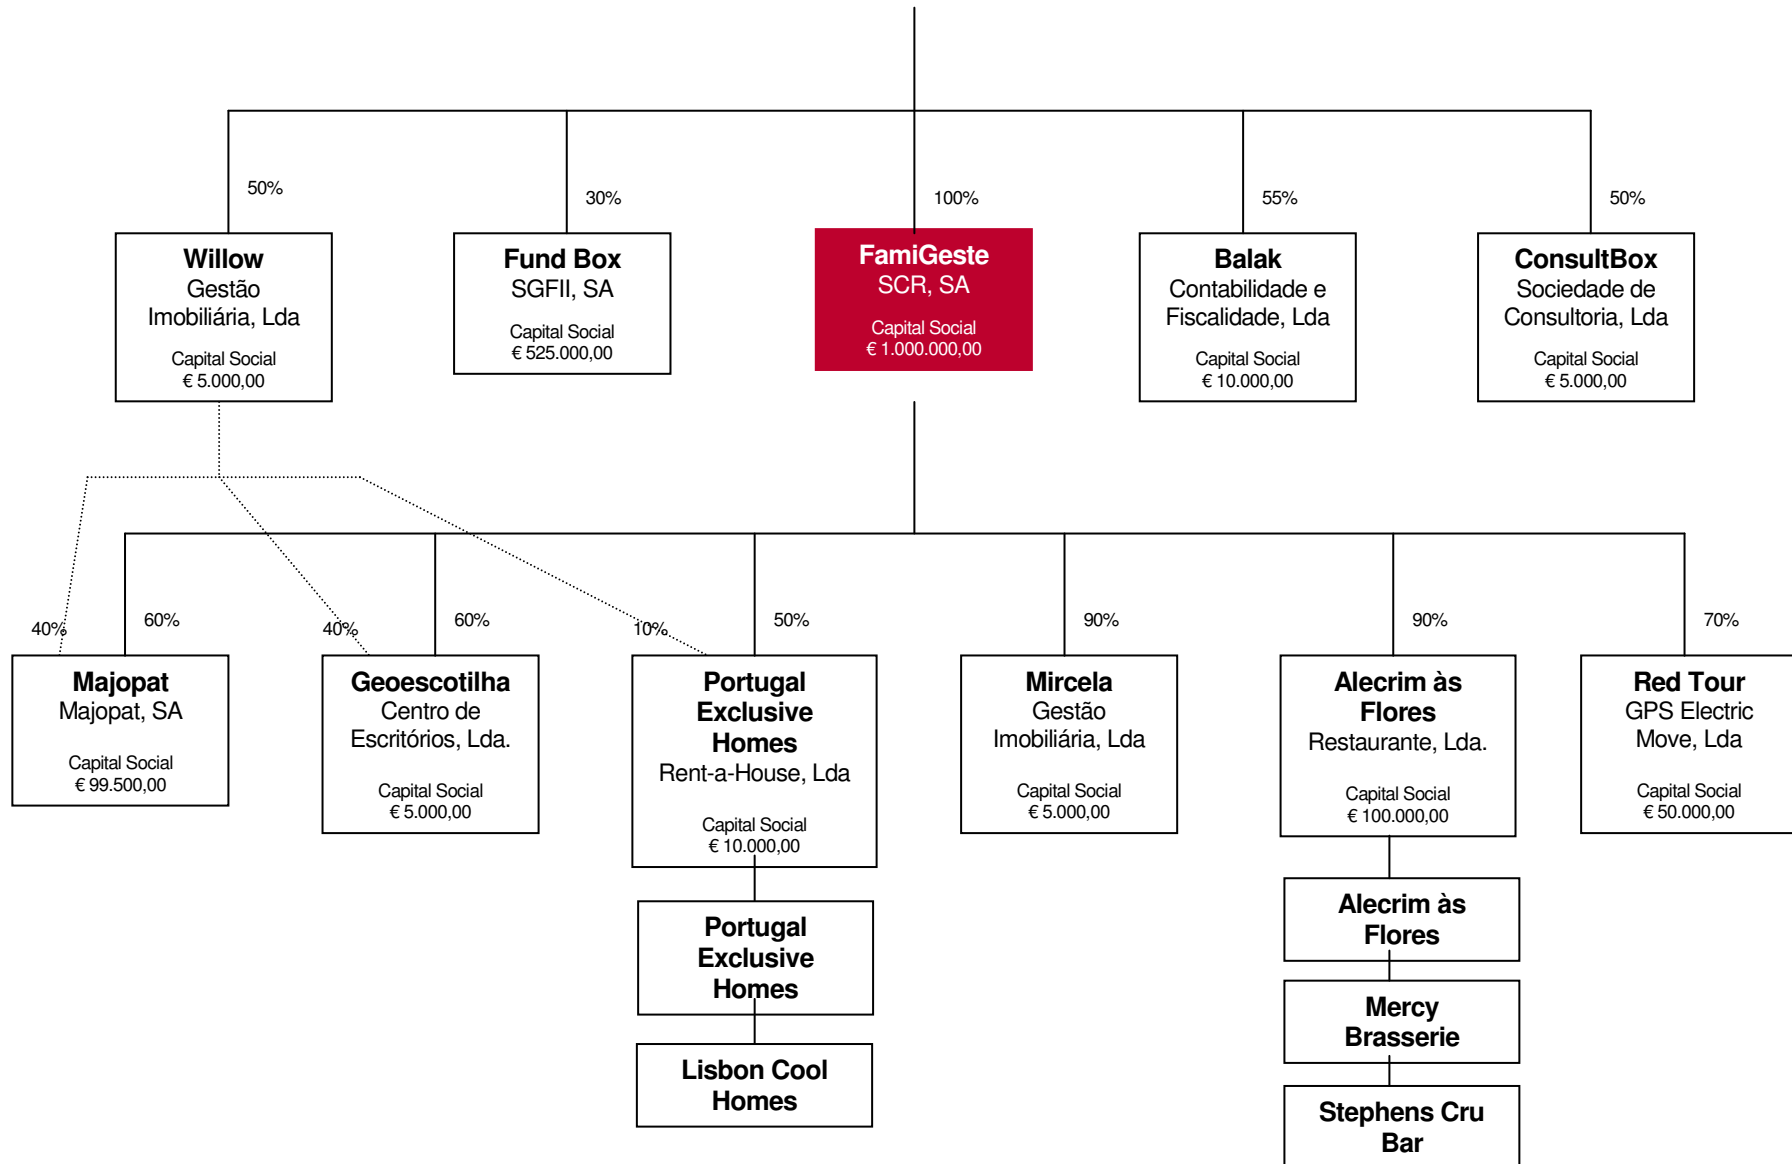 50%
30%
100%
55%
50%
Willow
Gestão
Imobiliária, Lda
Capital Social
€ 5.000,00
Fund Box
SGFII, SA
Capital Social
€ 525.000,00
FamiGeste
SCR, SA
Capital Social
€ 1.000.000,00
Balak
Contabilidade e
Fiscalidade, Lda
Capital Social
€ 10.000,00
ConsultBox
Sociedade de
Consultoria, Lda
Capital Social
€ 5.000,00
40%
60%
40%
60%
10%
50%
90%
90%
70%
Majopat
Majopat, SA
Capital Social
€ 99.500,00
Geoescotilha
Centro de
Escritórios, Lda.
Capital Social
€ 5.000,00
Portugal
Exclusive
Homes
Rent-a-House, Lda
Capital Social
€ 10.000,00
Mircela
Gestão
Imobiliária, Lda
Capital Social
€ 5.000,00
Alecrim às
Flores
Restaurante, Lda.
Capital Social
€ 100.000,00
Red Tour
GPS Electric
Move, Lda
Capital Social
€ 50.000,00
Portugal
Exclusive
Homes
Lisbon Cool
Homes
Alecrim às
Flores
Mercy
Brasserie
Stephens Cru
Bar